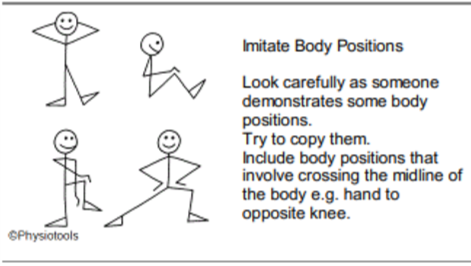 Imitate Body Positions
Look carefully as someone
demonstrates some body
positions.
Try to copy them.
Include body positions that
involve crossing the midline of
the body e.g. hand to
opposite knee.
©Physiotools